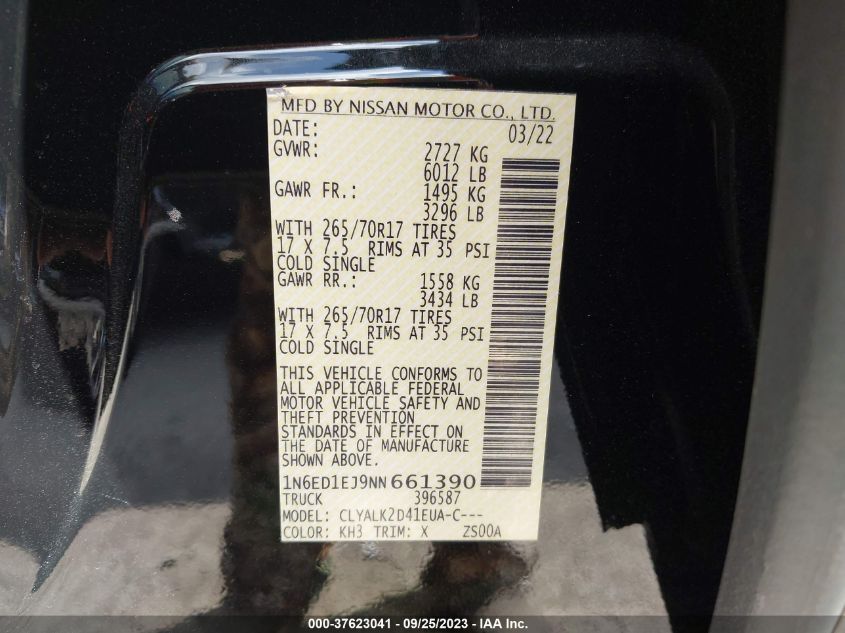 MFD BY NISSAN MOTOR CO., LTD.
DATE: 03/22
GVWR: 2727 KG
6012 LB
GAWR FR.: 1495 KG
3296 LB
WITH 265/70R17 TIRES
17 X 7.5 RIMS AT 35 PSI
COLD SINGLE
GAWR RR.: 1558 KG
3434 LB
WITH 265/70R17 TIRES
17 X 7.5 RIMS AT 35 PSI
COLD SINGLE
THIS VEHICLE CONFORMS TO
ALL APPLICABLE FEDERAL
MOTOR VEHICLE SAFETY AND
THEFT PREVENTION
STANDARDS IN EFFECT ON
THE DATE OF MANUFACTURE
SHOWN ABOVE.
1N6ED1EJ9NN661390
TRUCK 396587
MODEL: CLYALK2D41EUA-C---
COLOR: KH3 TRIM: X ZS00A
000-37623041 - 09/25/2023 - IAA Inc.